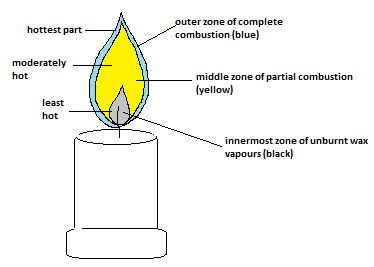 outer zone of complete
combustion (blue)
hottest part
moderately
hot
middle zone of partial combustion
(yellow)
least
hot
innermost zone of unburnt wax
vapours (black)